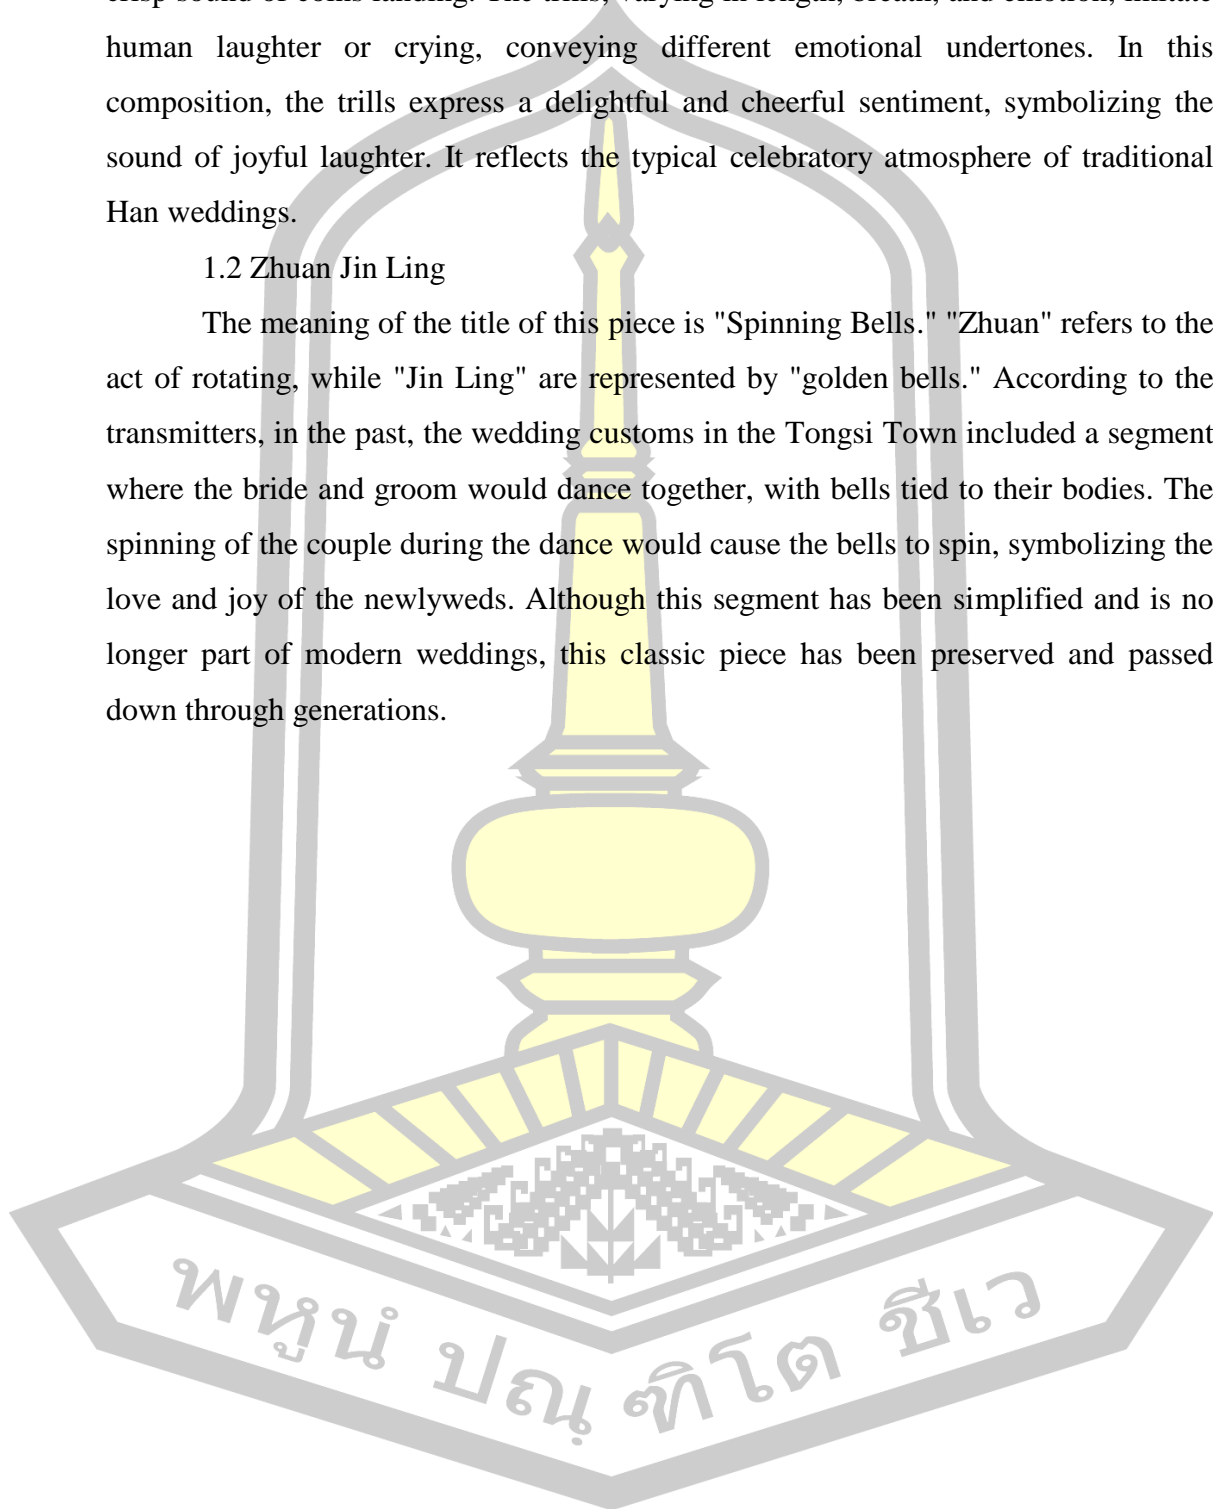 human laughter or crying, conveying different emotional undertones. In this
composition, the trills express a delightful and cheerful sentiment, symbolizing the
sound of joyful laughter. It reflects the typical celebratory atmosphere of traditional
Han weddings.
1.2 Zhuan Jin Ling
The meaning of the title of this piece is "Spinning Bells." "Zhuan" refers to the
act of rotating, while "Jin Ling" are represented by "golden bells." According to the
transmitters, in the past, the wedding customs in the Tongsi Town included a segment
where the bride and groom would dance together, with bells tied to their bodies. The
spinning of the couple during the dance would cause the bells to spin, symbolizing the
love and joy of the newlyweds. Although this segment has been simplified and is no
longer part of modern weddings, this classic piece has been preserved and passed
down through generations.
พหูนํ ปณฺฑิโต ชีเว